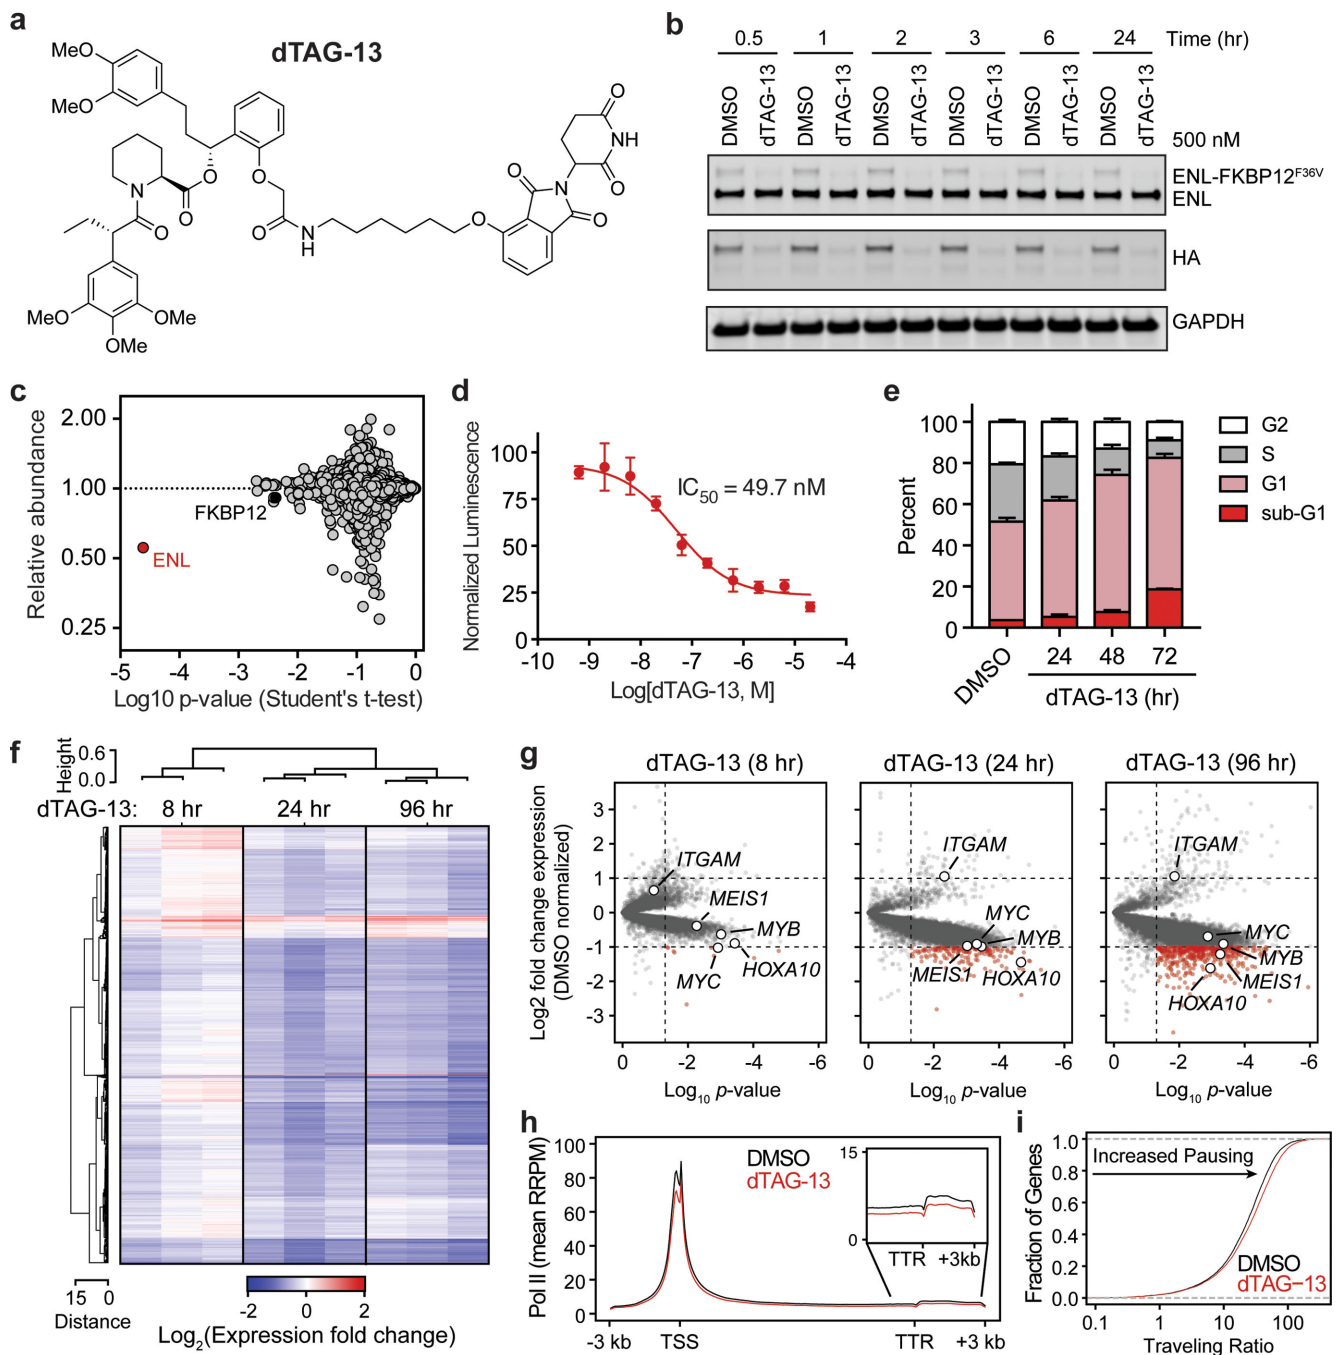 a
dTAG-13
MeO
MeO
O
O
O
N
O
O
N
H
O
O
O
N
O
O
NH
O
MeO
OMe
OMe
b
0.5 1 2 3 6 24 Time (hr)
DMSO dTAG-13 DMSO dTAG-13 DMSO dTAG-13 DMSO dTAG-13 DMSO dTAG-13 DMSO dTAG-13
500 nM
ENL-FKBP12F36V
ENL
HA
GAPDH
c
Relative abundance
2.00
1.00
0.50
0.25
FKBP12
ENL
-5 -4 -3 -2 -1 0
Log10 p-value (Student's t-test)
d
Normalized Luminescence
100
75
50
25
0
IC50 = 49.7 nM
-10 -9 -8 -7 -6 -5 -4
Log[dTAG-13, M]
e
Percent
100
80
60
40
20
0
G2
S
G1
sub-G1
DMSO 24 48 72
dTAG-13 (hr)
f
Height
0.6
0.0
dTAG-13: 8 hr 24 hr 96 hr
15 0
Distance
-2 0 2
Log2(Expression fold change)
g
dTAG-13 (8 hr) dTAG-13 (24 hr) dTAG-13 (96 hr)
Log2 fold change expression
(DMSO normalized)
3
2
1
0
-1
-2
-3
ITGAM
MEIS1
MYB
MYC
HOXA10
0 -2 -4 -6
Log10 p-value
ITGAM
MYC
MYB
MEIS1
HOXA10
0 -2 -4 -6
Log10 p-value
ITGAM
MYC
MYB
MEIS1
HOXA10
0 -2 -4 -6
Log10 p-value
h
Pol II (mean RRPM)
100
80
60
40
20
0
DMSO
dTAG-13
15
0
TTR +3kb
-3 kb TSS TTR +3 kb
i
Fraction of Genes
1.0
0.8
0.6
0.4
0.2
0.0
Increased Pausing
DMSO
dTAG-13
0.1 1 10 100
Traveling Ratio